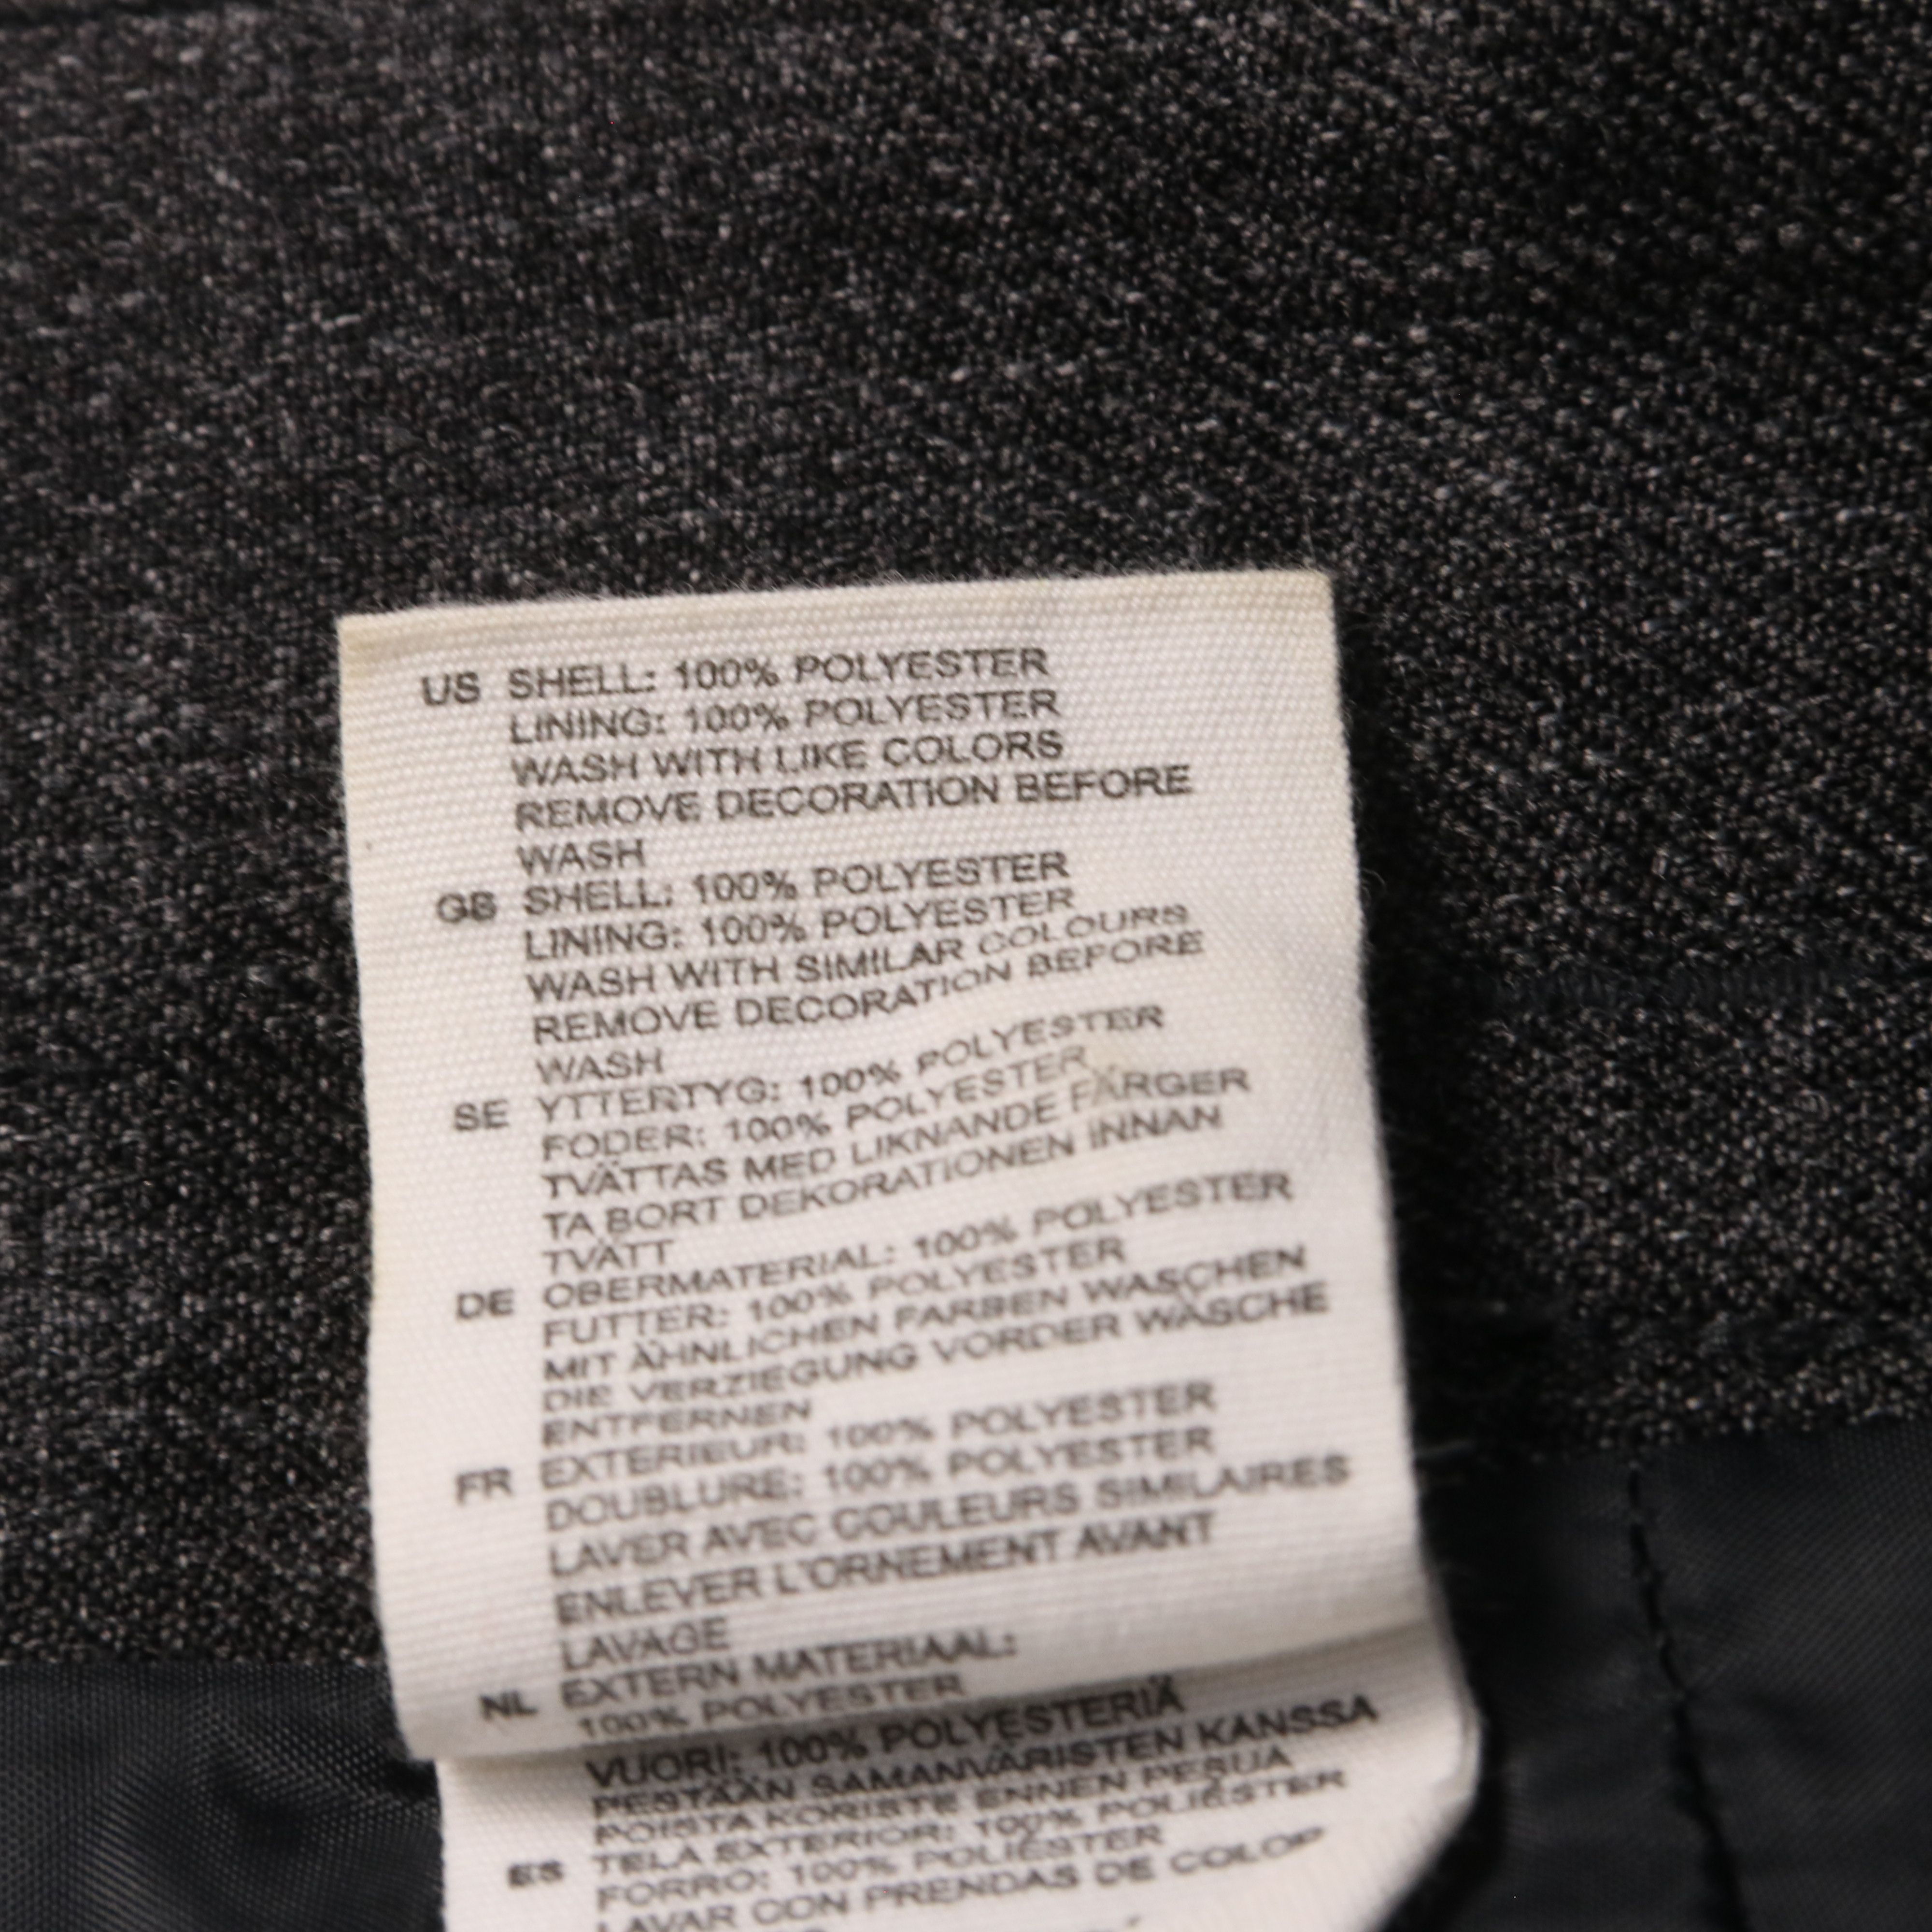 US SHELL: 100% POLYESTER
LINING: 100% POLYESTER
WASH WITH LIKE COLORS
REMOVE DECORATION BEFORE
WASH
GB SHELL: 100% POLYESTER
LINING: 100% POLYESTER
WASH WITH SIMILAR COLOURS
REMOVE DECORATION BEFORE
WASH
SE YTTERTYG: 100% POLYESTER
FODER: 100% POLYESTER
TVÄTTAS MED LIKNANDE FÄRGER
TA BORT DEKORATIONEN INNAN
TVÄTT
DE OBERMATERIAL: 100% POLYESTER
FUTTER: 100% POLYESTER
MIT ÄHNLICHEN FARBEN WASCHEN
DIE VERZIEGUNG VORDER WÄSCHE
ENTFERNEN
FR EXTERIEUR: 100% POLYESTER
DOUBLURE: 100% POLYESTER
LAVER AVEC COULEURS SIMILAIRES
ENLEVER L'ORNEMENT AVANT
LAVAGE
NL EXTERN MATERIAAL:
100% POLYESTER
VUORI: 100% POLYESTERIÄ
PESTÄÄN SAMANVÄRISTEN KANSSA
POISTA KORISTE ENNEN PESUA
ES TELA EXTERIOR: 100% POLIÉSTER
FORRO: 100% POLIÉSTER
LAVAR CON PRENDAS DE COLOR